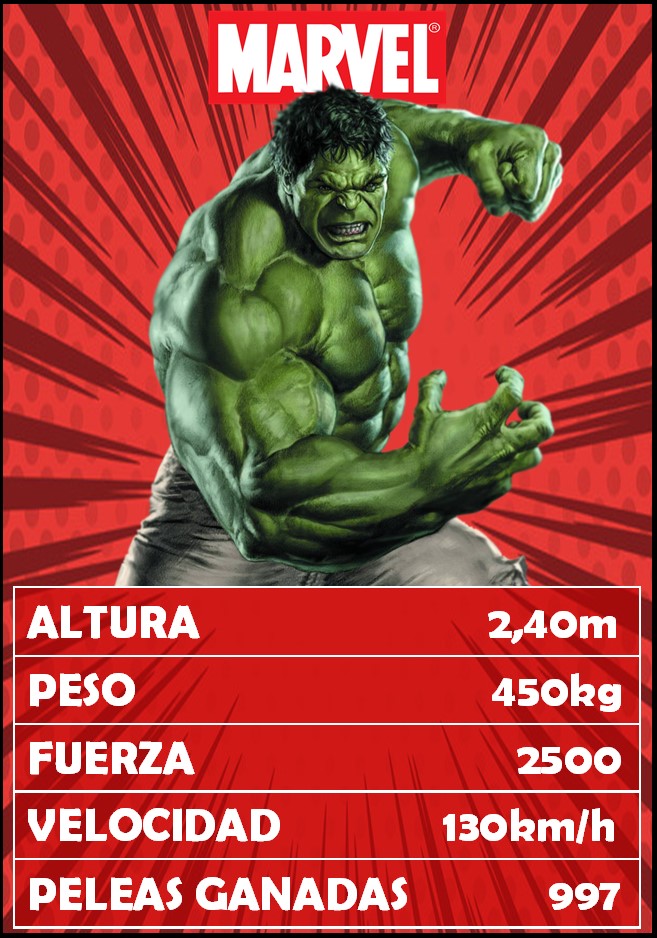 MARVEL®
ALTURA 2,40m
PESO 450kg
FUERZA 2500
VELOCIDAD 130km/h
PELEAS GANADAS 997